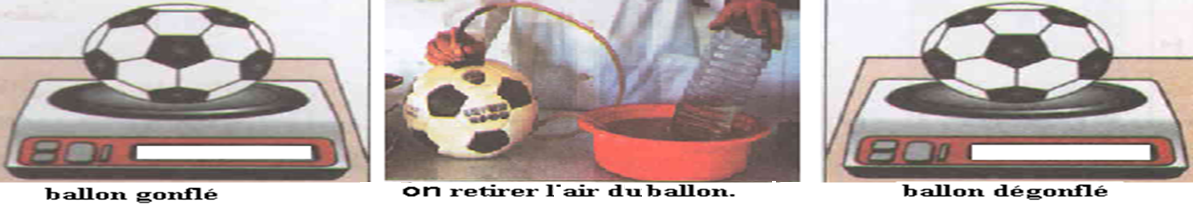 ballon gonflé
on retirer l'air du ballon.
ballon dégonflé